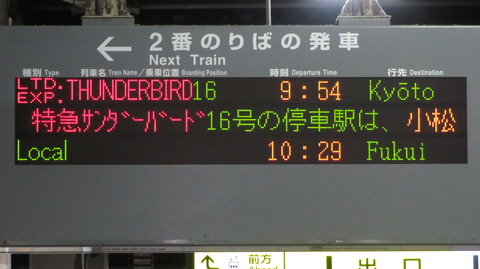 ← 2番のりばの発車
Next Train
種別 Type 列車名 Train Name / 乗車位置 Boarding Position 時刻 Departure Time 行先 Destination
LTD. EXP. THUNDERBIRD16 9:54 Kyōto
特急サンダーバード16号の停車駅は、小松
Local 10:29 Fukui
↑ 前方 出口
Ahead